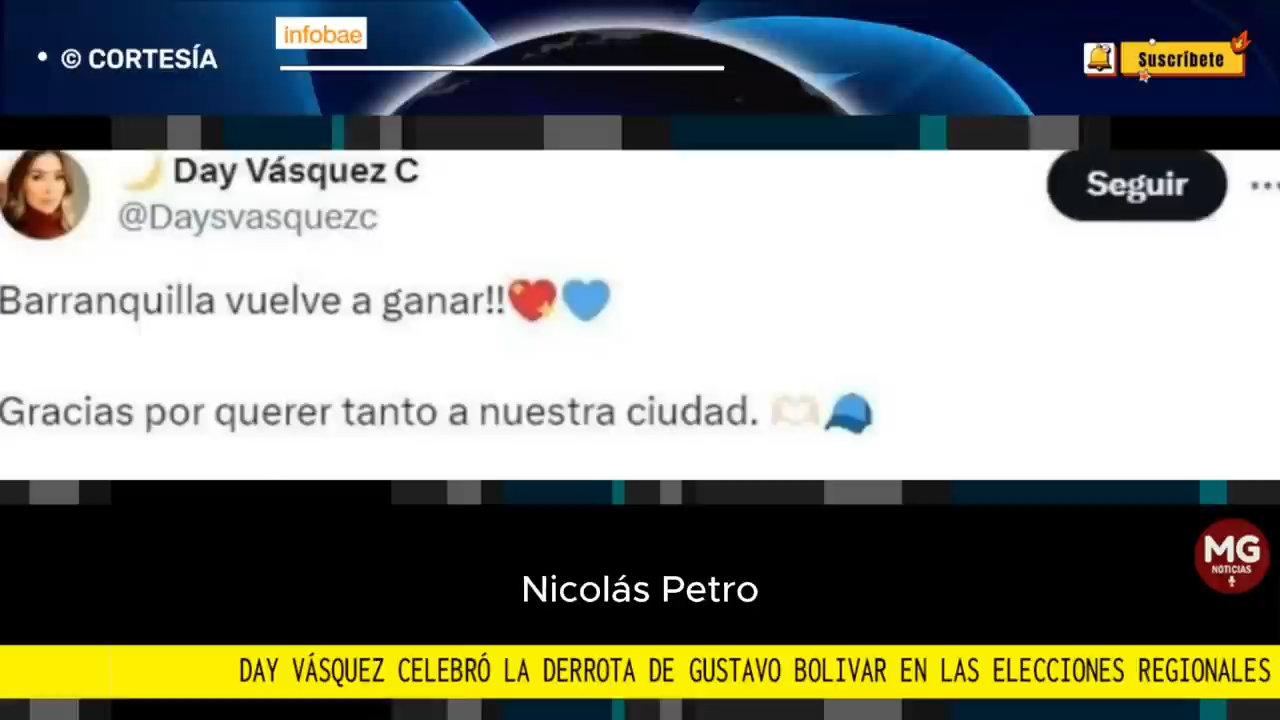 • © CORTESÍA
infobae
Suscríbete
🌙 Day Vásquez C
@Daysvasquezc
Seguir
...
Barranquilla vuelve a ganar!!💖💙
Gracias por querer tanto a nuestra ciudad. 🫶🏻🧢
MG
NOTICIAS
Nicolás Petro
DAY VÁSQUEZ CELEBRÓ LA DERROTA DE GUSTAVO BOLIVAR EN LAS ELECCIONES REGIONALES